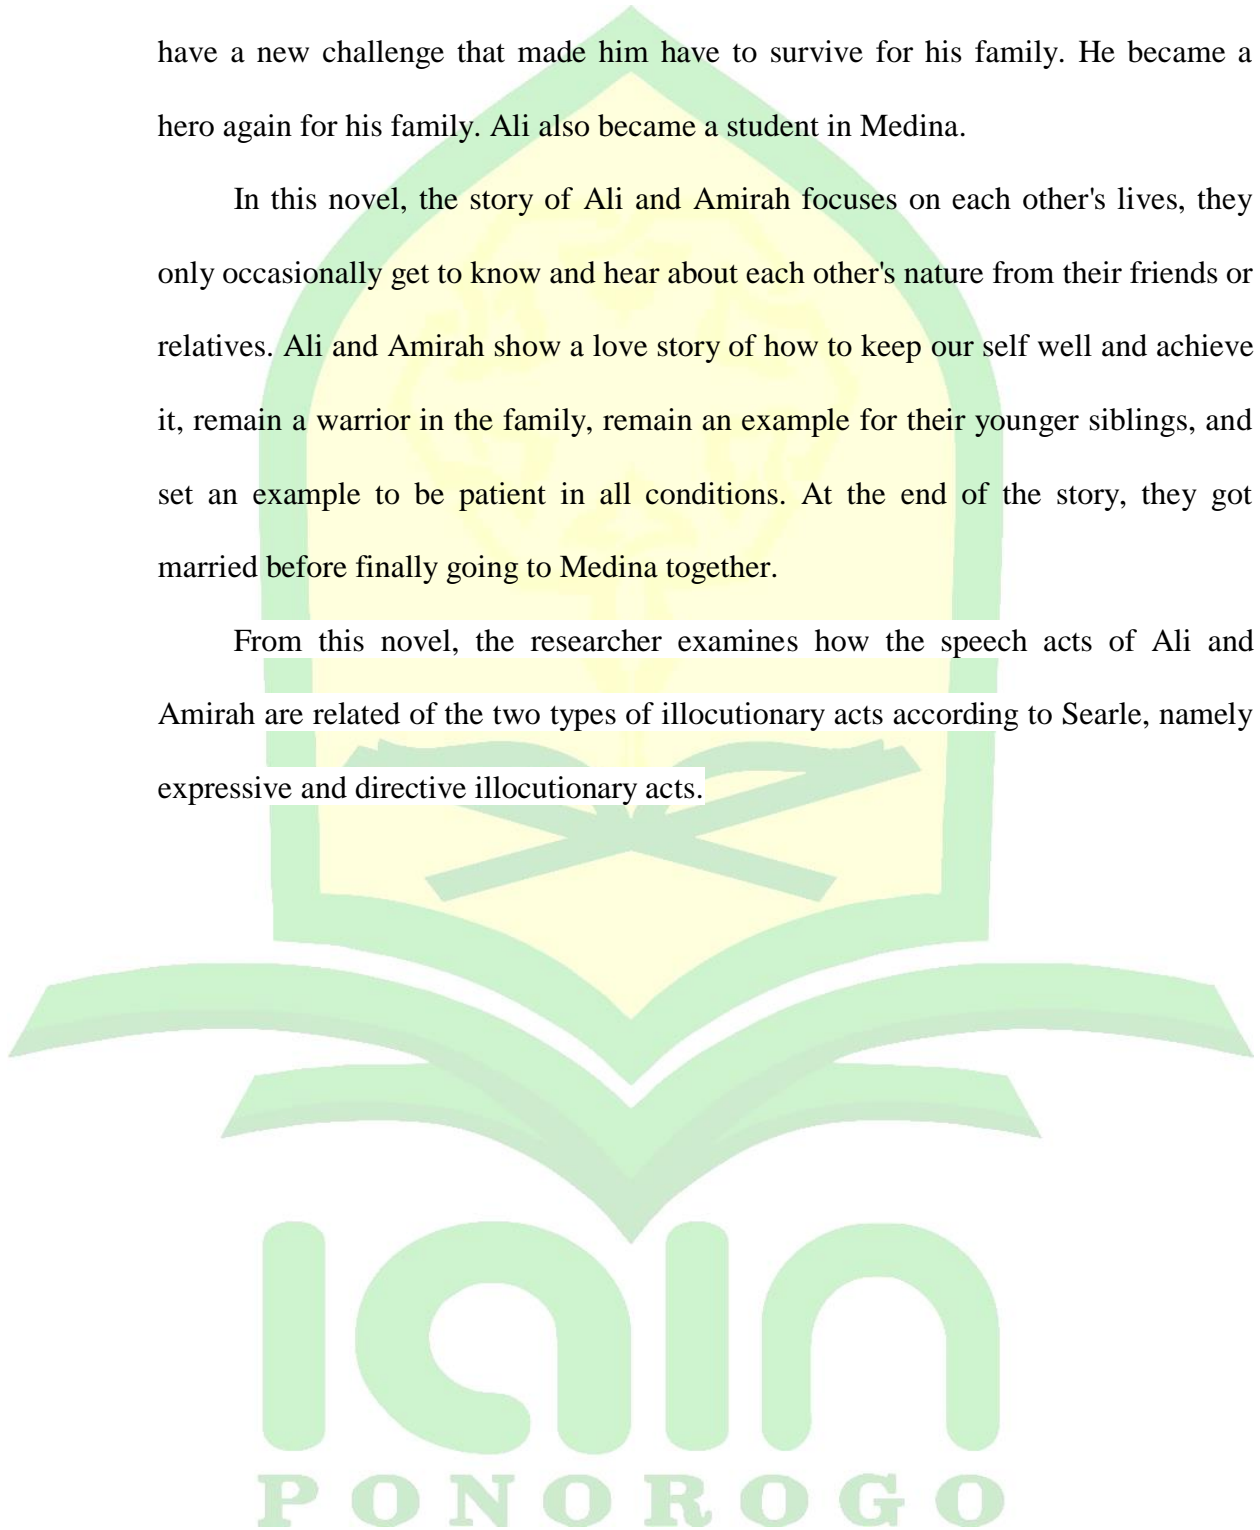 have a new challenge that made him have to survive for his family. He became a
hero again for his family. Ali also became a student in Medina.
In this novel, the story of Ali and Amirah focuses on each other's lives, they
only occasionally get to know and hear about each other's nature from their friends or
relatives. Ali and Amirah show a love story of how to keep our self well and achieve
it, remain a warrior in the family, remain an example for their younger siblings, and
set an example to be patient in all conditions. At the end of the story, they got
married before finally going to Medina together.
From this novel, the researcher examines how the speech acts of Ali and
Amirah are related of the two types of illocutionary acts according to Searle, namely
expressive and directive illocutionary acts.
iain
PONOROGO